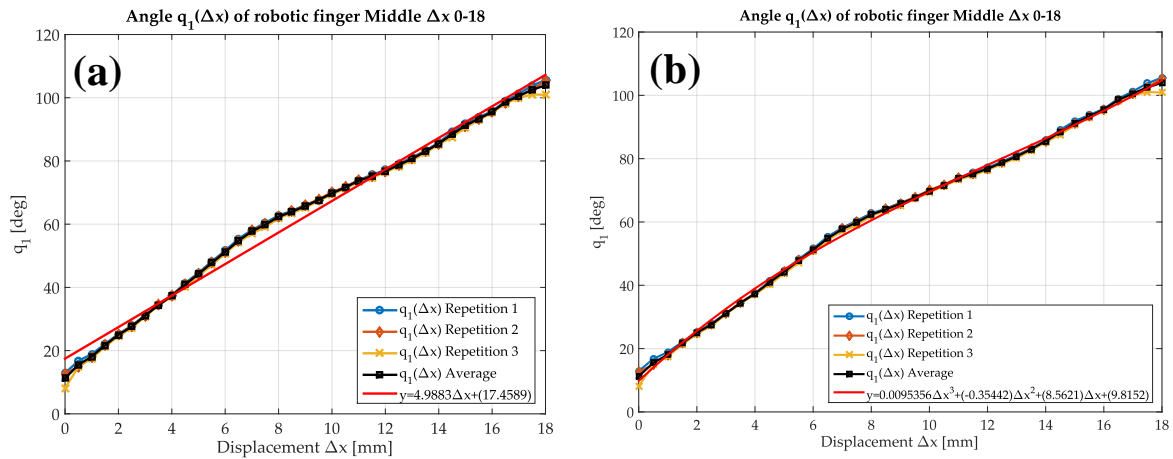 Angle q₁(Δx) of robotic finger Middle Δx 0-18
(a)
120
100
80
60
40
20
0
q₁ [deg]
q₁(Δx) Repetition 1
q₁(Δx) Repetition 2
q₁(Δx) Repetition 3
q₁(Δx) Average
y=4.9883Δx+(17.4589)
0 2 4 6 8 10 12 14 16 18
Displacement Δx [mm]
Angle q₁(Δx) of robotic finger Middle Δx 0-18
(b)
120
100
80
60
40
20
0
q₁ [deg]
q₁(Δx) Repetition 1
q₁(Δx) Repetition 2
q₁(Δx) Repetition 3
q₁(Δx) Average
y=0.0095356Δx³+(-0.35442)Δx²+(8.5621)Δx+(9.8152)
0 2 4 6 8 10 12 14 16 18
Displacement Δx [mm]